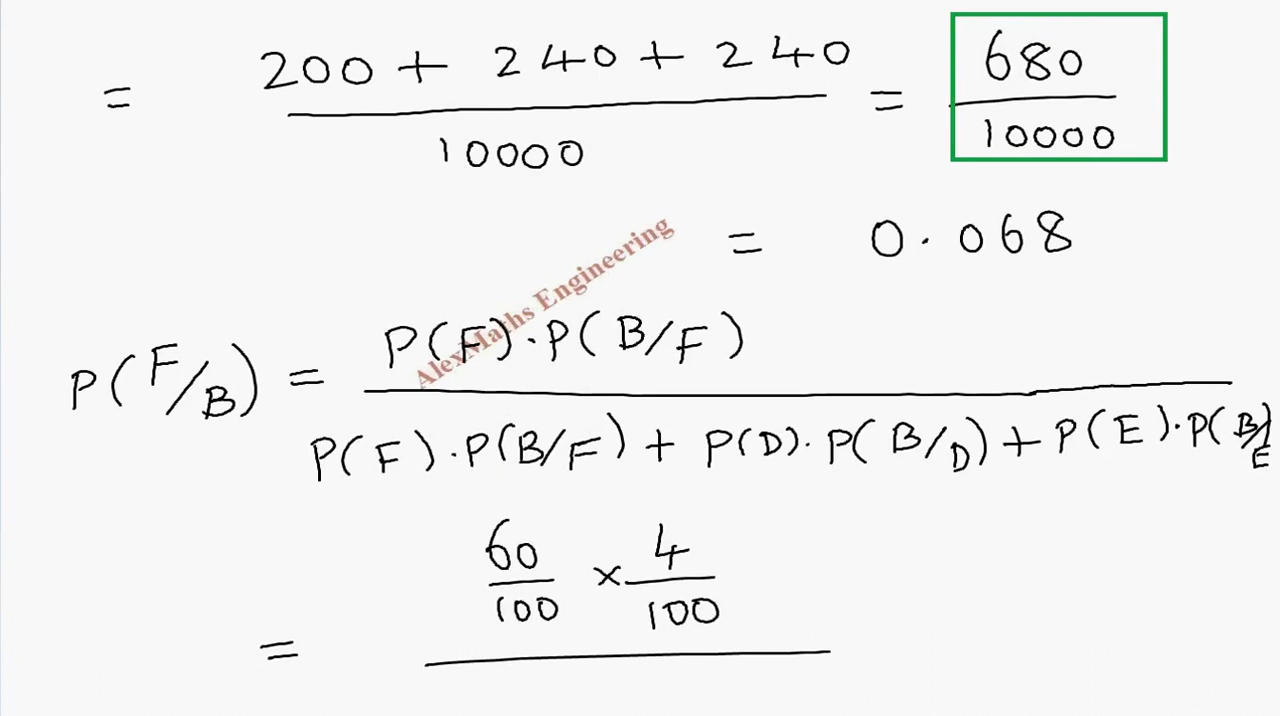 = (200 + 240 + 240)/10000 = 680/10000
= 0.068
AlexMaths Engineering
P(F/B) = P(F).P(B/F) / P(F).P(B/F) + P(D).P(B/D) + P(E).P(B/E
= 60/100 × 4/100